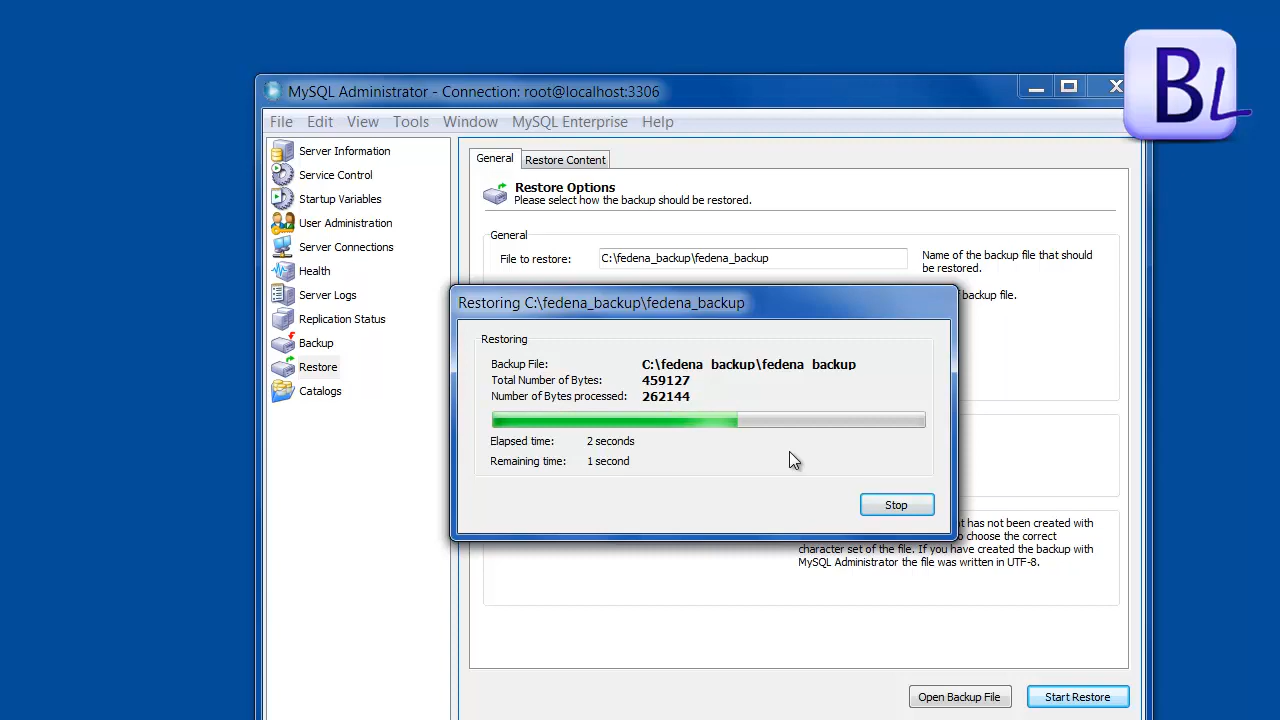 BL
MySQL Administrator - Connection: root@localhost:3306
X
File Edit View Tools Window MySQL Enterprise Help
Server Information
Service Control
Startup Variables
User Administration
Server Connections
Health
Server Logs
Replication Status
Backup
Restore
Catalogs
General Restore Content
Restore Options
Please select how the backup should be restored.
General
File to restore: C:\fedena_backup\fedena_backup
Name of the backup file that should
be restored.
backup file.
Restoring C:\fedena_backup\fedena_backup
Restoring
Backup File: C:\fedena_backup\fedena_backup
Total Number of Bytes: 459127
Number of Bytes processed: 262144
Elapsed time: 2 seconds
Remaining time: 1 second
Stop
has not been created with
to choose the correct
character set of the file. If you have created the backup with
MySQL Administrator the file was written in UTF-8.
Open Backup File Start Restore